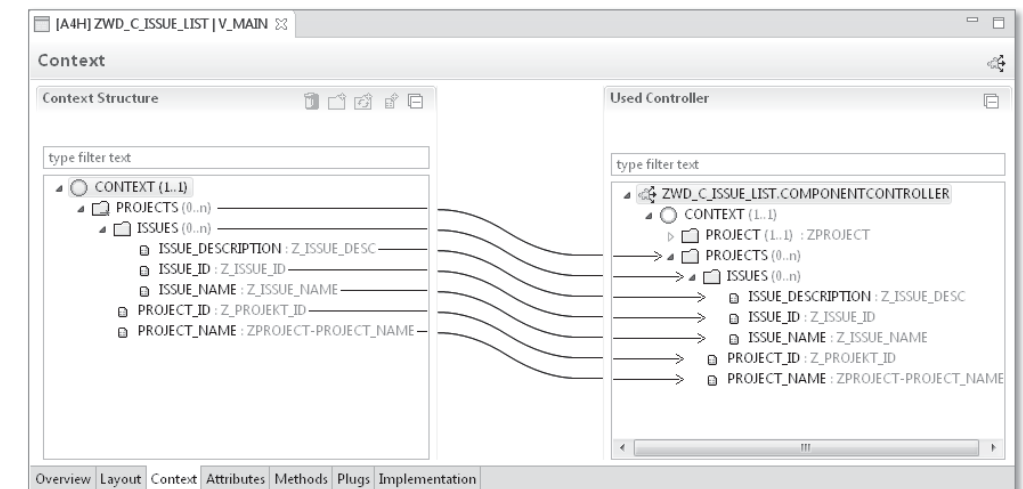 [A4H] ZWD_C_ISSUE_LIST | V_MAIN
Context
Context Structure
type filter text
CONTEXT (1..1)
PROJECTS (0..n)
ISSUES (0..n)
ISSUE_DESCRIPTION : Z_ISSUE_DESC
ISSUE_ID : Z_ISSUE_ID
ISSUE_NAME : Z_ISSUE_NAME
PROJECT_ID : Z_PROJEKT_ID
PROJECT_NAME : ZPROJECT-PROJECT_NAME
Used Controller
type filter text
ZWD_C_ISSUE_LIST.COMPONENTCONTROLLER
CONTEXT (1..1)
PROJECT (1..1) : ZPROJECT
PROJECTS (0..n)
ISSUES (0..n)
ISSUE_DESCRIPTION : Z_ISSUE_DESC
ISSUE_ID : Z_ISSUE_ID
ISSUE_NAME : Z_ISSUE_NAME
PROJECT_ID : Z_PROJEKT_ID
PROJECT_NAME : ZPROJECT-PROJECT_NAME
Overview Layout Context Attributes Methods Plugs Implementation